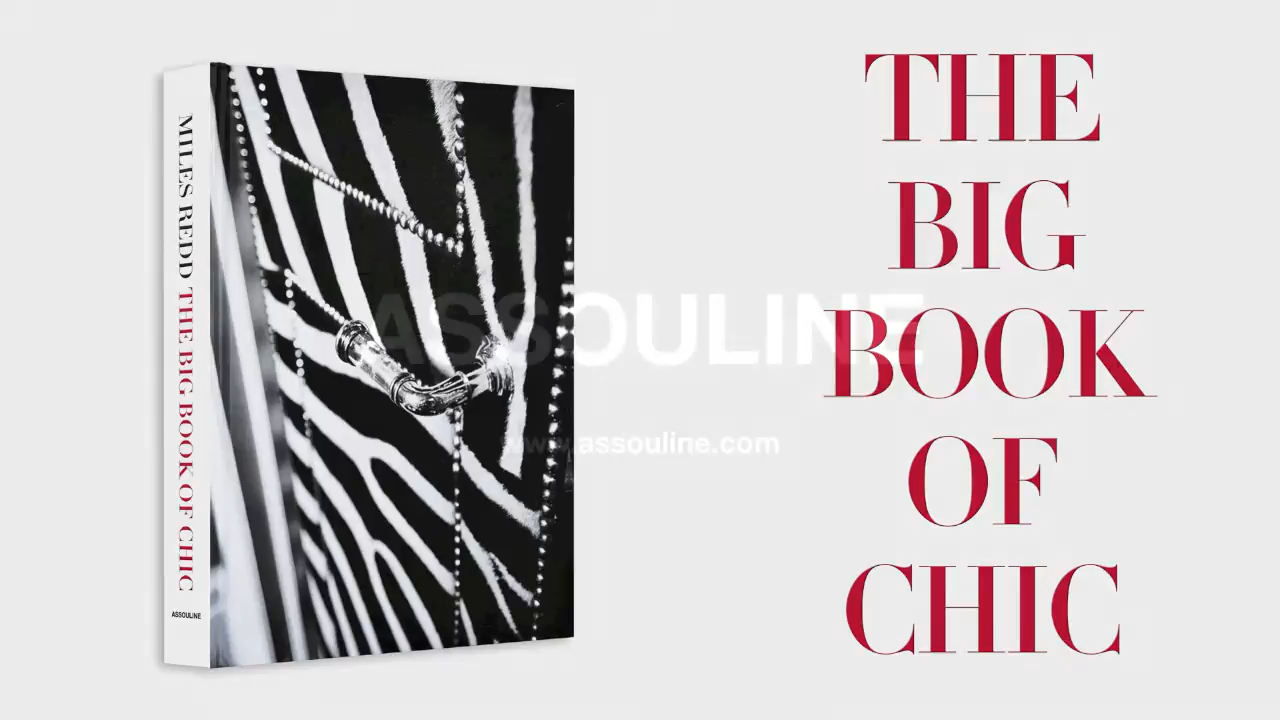 MILES REDD THE BIG BOOK OF CHIC
ASSOULINE
THE
BIG
BOOK
OF
CHIC
ASSOULINE
www.assouline.com